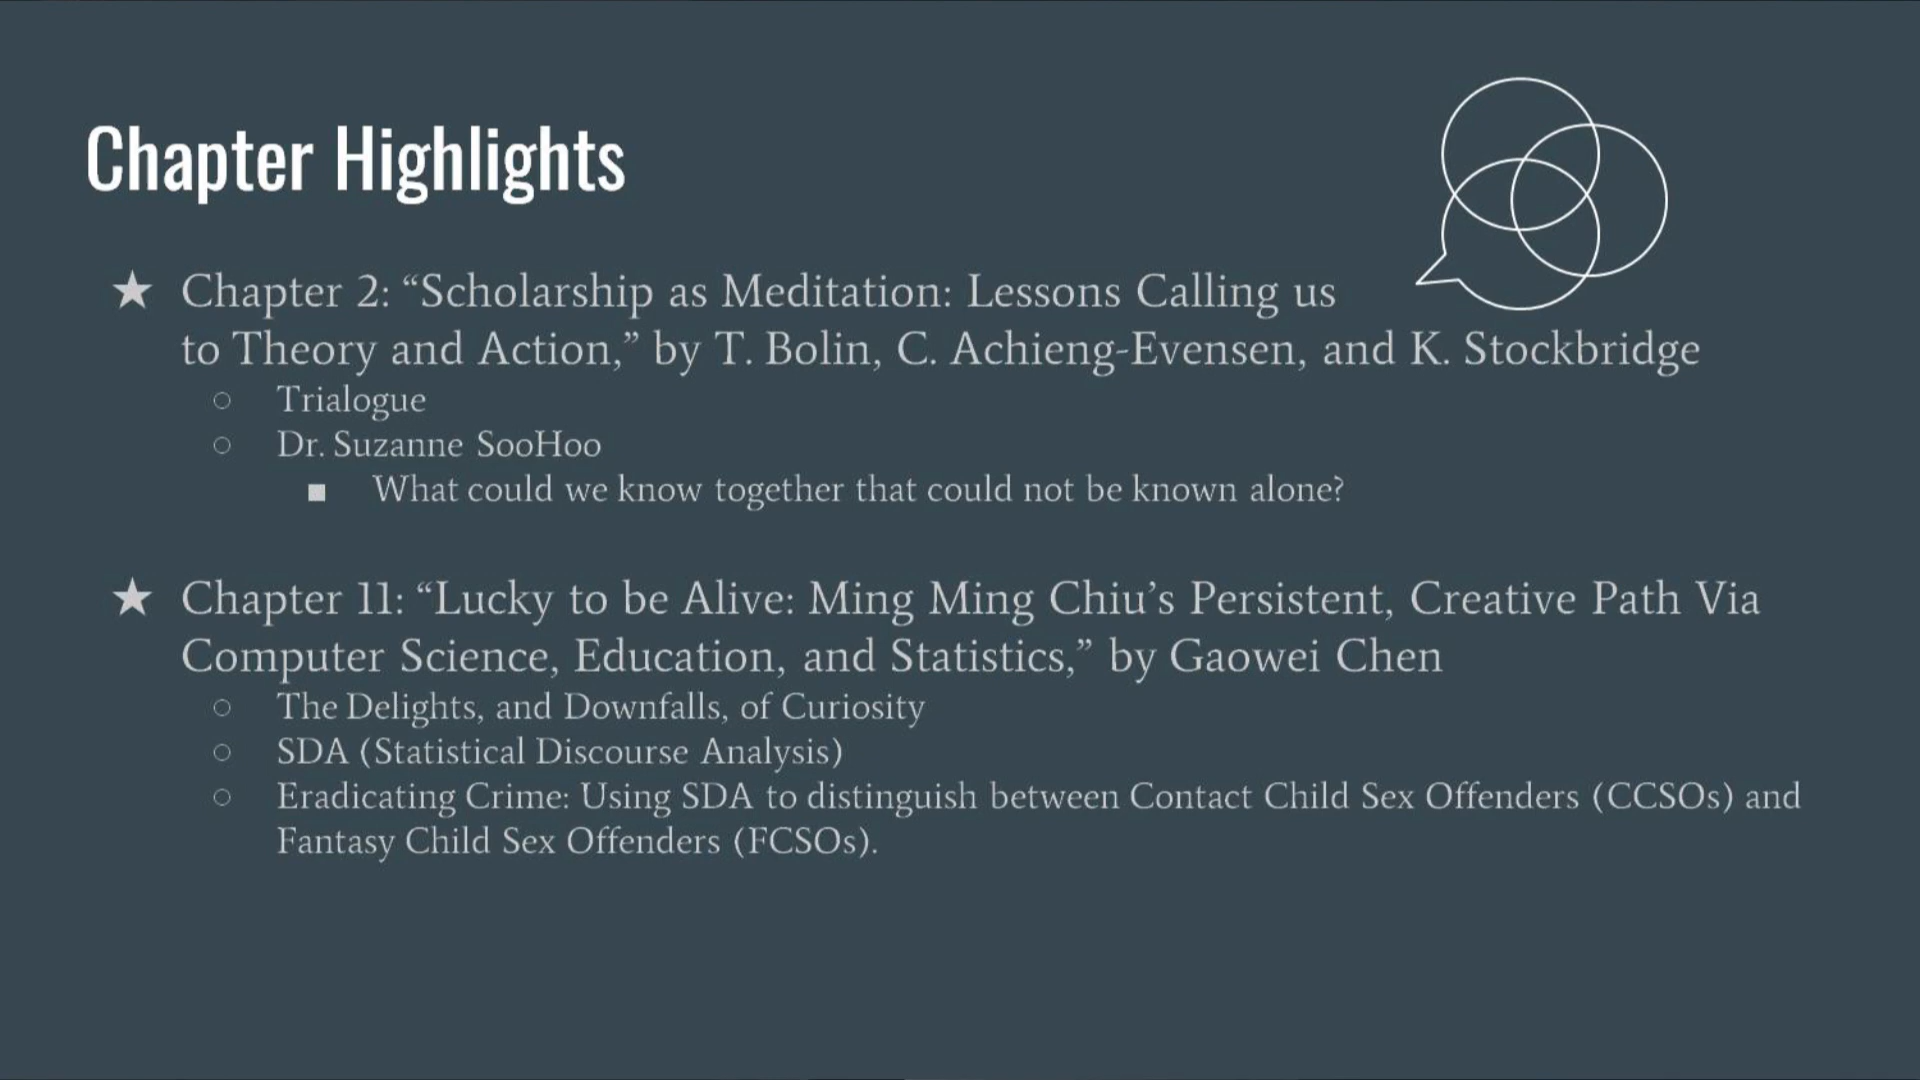 Chapter Highlights
★ Chapter 2: “Scholarship as Meditation: Lessons Calling us
to Theory and Action,” by T. Bolin, C. Achieng-Evensen, and K. Stockbridge
○ Trialogue
○ Dr. Suzanne SooHoo
■ What could we know together that could not be known alone?
★ Chapter 11: “Lucky to be Alive: Ming Ming Chiu’s Persistent, Creative Path Via
Computer Science, Education, and Statistics,” by Gaowei Chen
○ The Delights, and Downfalls, of Curiosity
○ SDA (Statistical Discourse Analysis)
○ Eradicating Crime: Using SDA to distinguish between Contact Child Sex Offenders (CCSOs) and
Fantasy Child Sex Offenders (FCSOs).